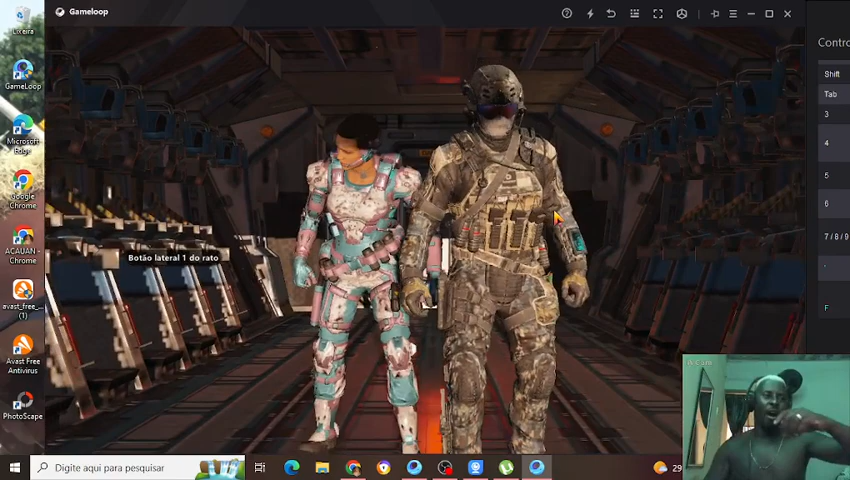 Gameloop
Lixeira
GameLoop
Microsoft
Edge
Google
Chrome
ACAUAN -
Chrome
avast_free_...
(1)
Avast Free
Antivirus
PhotoScape
Botão lateral 1 do rato
Contro
Shift
Tab
3
4
5
6
7 / 8 / 9
F
Digite aqui para pesquisar
29